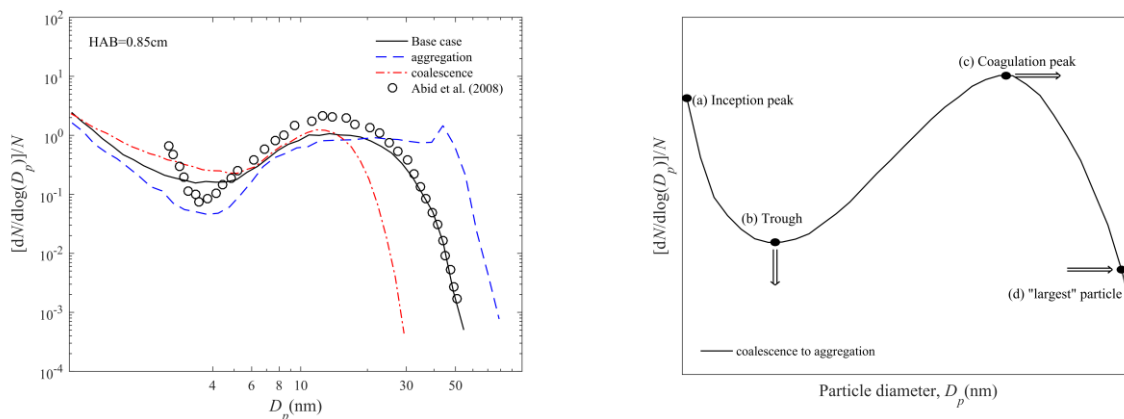 HAB=0.85cm
Base case
aggregation
coalescence
Abid et al. (2008)
[dN/dlog(D_p)]/N
10^2
10^1
10^0
10^-1
10^-2
10^-3
10^-4
4 6 8 10 30 50
D_p(nm)
[dN/dlog(D_p)]/N
(a) Inception peak
(b) Trough
(c) Coagulation peak
(d) "largest" particle
coalescence to aggregation
Particle diameter, D_p(nm)